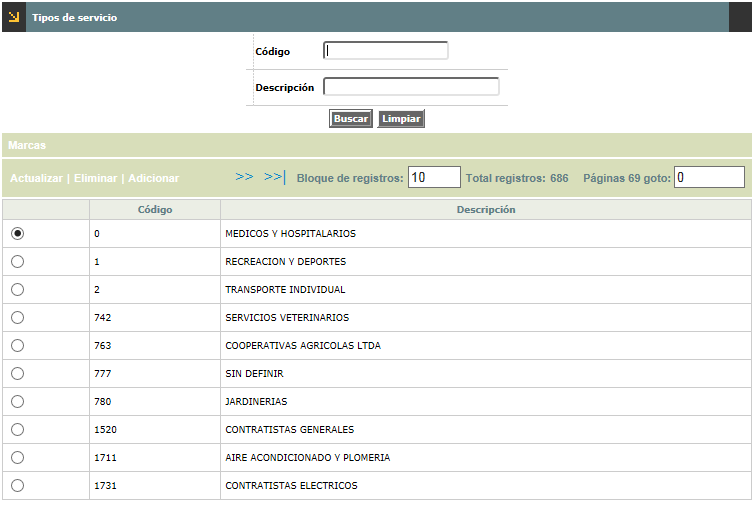 Tipos de servicio
Código
Descripción
Buscar Limpiar
Marcas
Actualizar | Eliminar | Adicionar >> >>| Bloque de registros: 10 Total registros: 686 Páginas 69 goto: 0
Código Descripción
0 MEDICOS Y HOSPITALARIOS
1 RECREACION Y DEPORTES
2 TRANSPORTE INDIVIDUAL
742 SERVICIOS VETERINARIOS
763 COOPERATIVAS AGRICOLAS LTDA
777 SIN DEFINIR
780 JARDINERIAS
1520 CONTRATISTAS GENERALES
1711 AIRE ACONDICIONADO Y PLOMERIA
1731 CONTRATISTAS ELECTRICOS